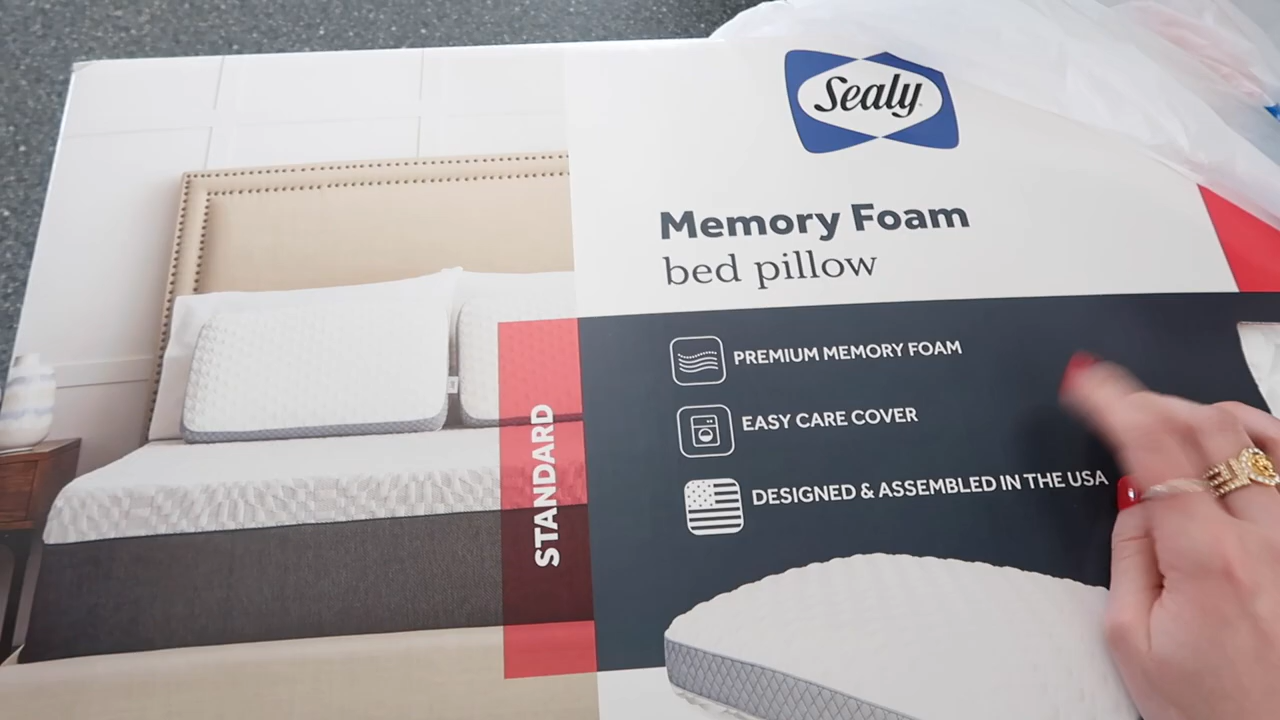 Sealy
Memory Foam
bed pillow
PREMIUM MEMORY FOAM
EASY CARE COVER
DESIGNED & ASSEMBLED IN THE USA
STANDARD